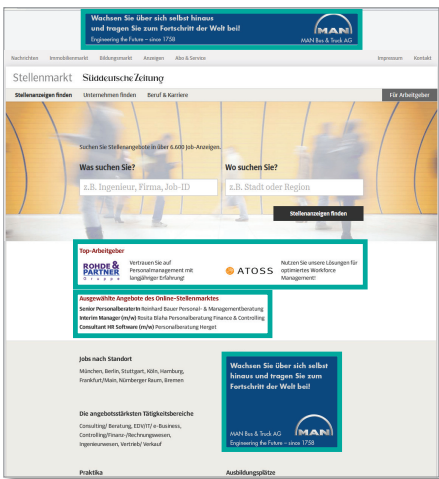 Wachsen Sie über sich selbst hinaus
und tragen Sie zum Fortschritt der Welt bei!
Engineering the Future – since 1758
MAN
MAN Bus & Truck AG
Nachrichten Immobilienmarkt Bildungsmarkt Anzeigen Abo & Service Impressum Kontakt
Stellenmarkt Süddeutsche Zeitung
Stellenanzeigen finden Unternehmen finden Beruf & Karriere Für Arbeitgeber
Suchen Sie Stellenangebote in über 6.600 Job-Anzeigen.
Was suchen Sie? Wo suchen Sie?
z.B. Ingenieur, Firma, Job-ID z.B. Stadt oder Region
Stellenanzeigen finden
Top-Arbeitgeber
ROHDE &
PARTNER
Gruppe
Vertrauen Sie auf
Personalmanagement mit
langjähriger Erfahrung!
ATOSS
Nutzen Sie unsere Lösungen für
optimiertes Workforce
Management!
Ausgewählte Angebote des Online-Stellenmarktes
Senior PersonalberaterIn Reinhard Bauer Personal- & Managementberatung
Interim Manager (m/w) Rosita Blaha Personalberatung Finance & Controlling
Consultant HR Software (m/w) Personalberatung Herget
Jobs nach Standort
München, Berlin, Stuttgart, Köln, Hamburg,
Frankfurt/Main, Nürnberger Raum, Bremen
Die angebotsstärksten Tätigkeitsbereiche
Consulting/ Beratung, EDV/IT/ e-Business,
Controlling/Finanz-/Rechnungswesen,
Ingenieurwesen, Vertrieb/ Verkauf
Wachsen Sie über sich selbst
hinaus und tragen Sie zum
Fortschritt der Welt bei!
MAN Bus & Truck AG
MAN
Engineering the Future – since 1758
Praktika Ausbildungsplätze